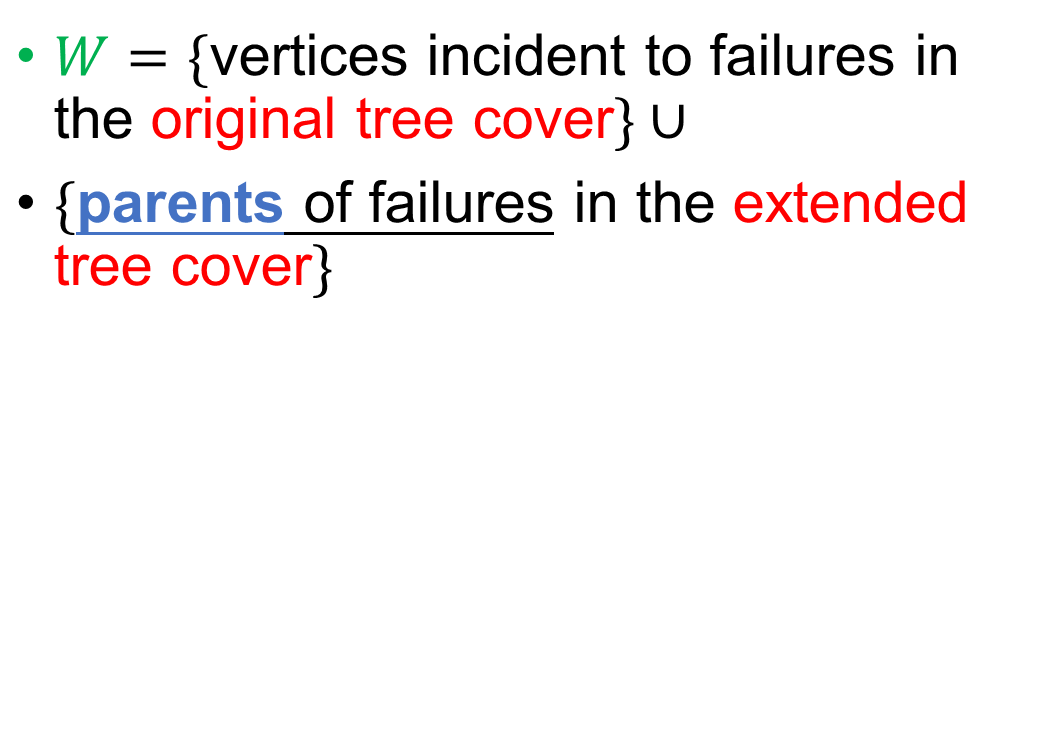 • W = {vertices incident to failures in
the original tree cover} ∪
• {parents of failures in the extended
tree cover}